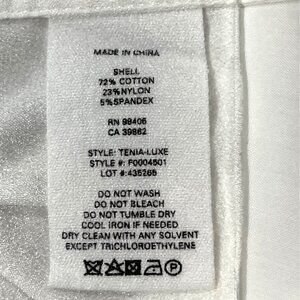 MADE IN CHINA
SHELL
72% COTTON
23% NYLON
5% SPANDEX
RN 98406
CA 39862
STYLE: TENIA-LUXE
STYLE #: F0004501
LOT #: 435266
DO NOT WASH
DO NOT BLEACH
DO NOT TUMBLE DRY
COOL IRON IF NEEDED
DRY CLEAN WITH ANY SOLVENT
EXCEPT TRICHLOROETHYLENE
P